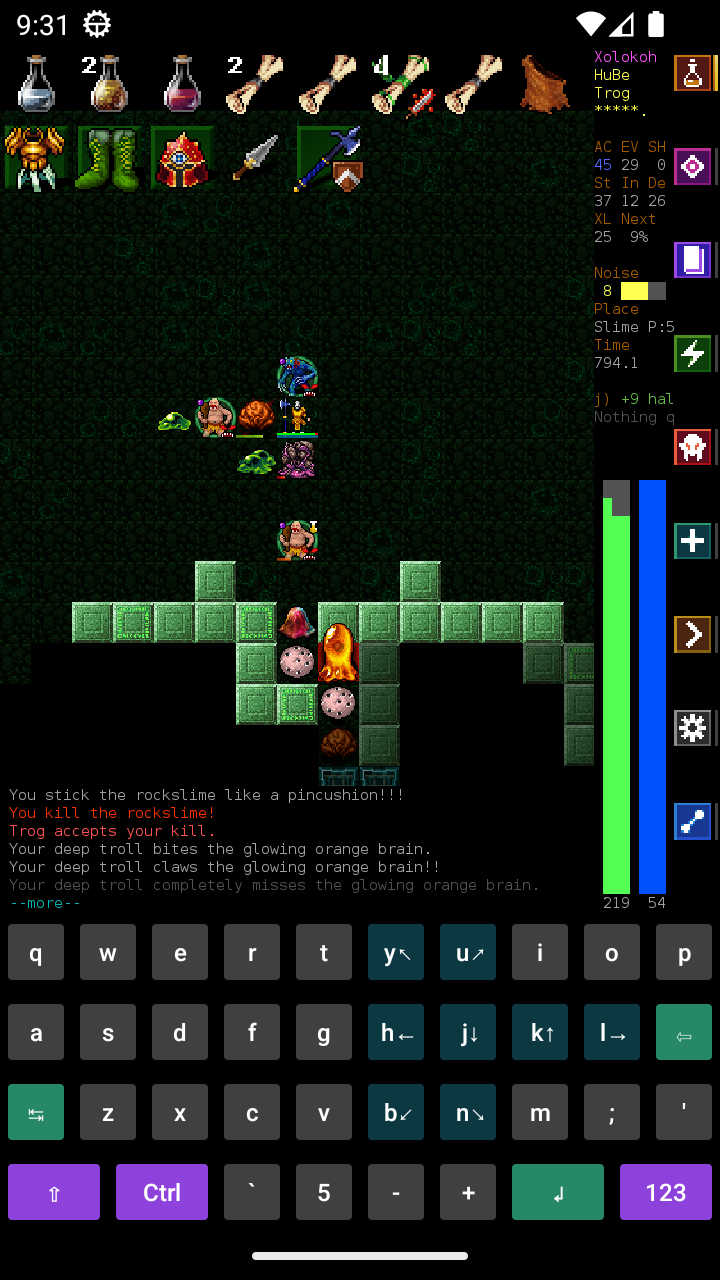 9:31
2
2
4
Xolokoh
HuBe
Trog
*****.
AC EV SH
45 29 0
St In De
37 12 26
XL Next
25 9%
Noise
8
Place
Slime P:5
Time
794.1
j) +9 hal
Nothing q
You stick the rockslime like a pincushion!!!
You kill the rockslime!
Trog accepts your kill.
Your deep troll bites the glowing orange brain.
Your deep troll claws the glowing orange brain!!
Your deep troll completely misses the glowing orange brain.
--more--
219 54
q w e r t y↖ u↗ i o p
a s d f g h← j↓ k↑ l→ ⇦
↹ z x c v b↙ n↘ m ; '
⇧ Ctrl ` 5 - + ↲ 123